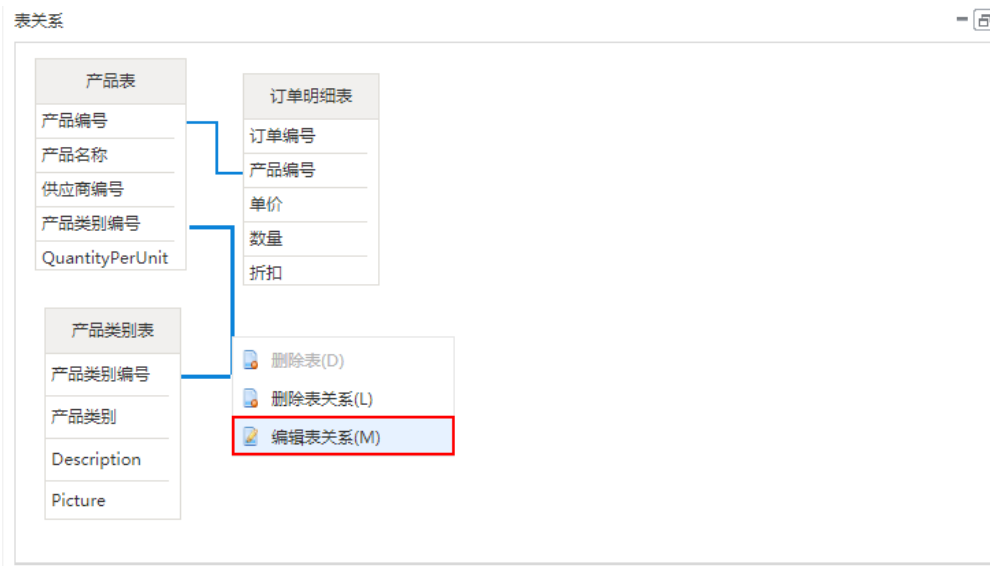 表关系
产品表
产品编号
产品名称
供应商编号
产品类别编号
QuantityPerUnit
订单明细表
订单编号
产品编号
单价
数量
折扣
产品类别表
产品类别编号
产品类别
Description
Picture
删除表(D)
删除表关系(L)
编辑表关系(M)